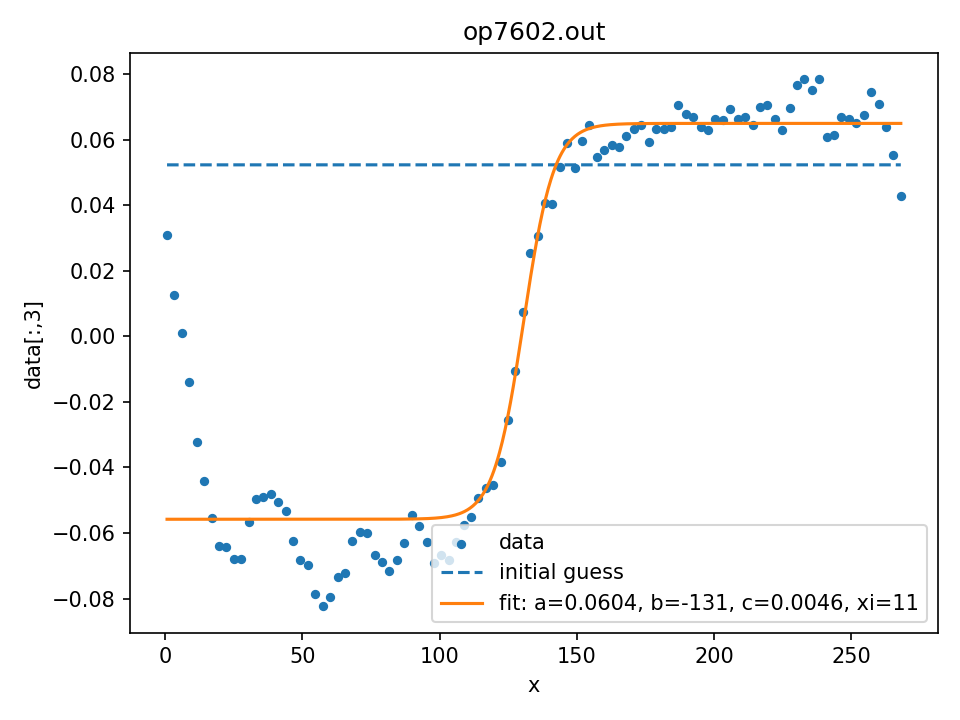 op7602.out
0.08
0.06
0.04
0.02
0.00
−0.02
−0.04
−0.06
−0.08
data[:,3]
data
initial guess
fit: a=0.0604, b=-131, c=0.0046, xi=11
0 50 100 150 200 250
x